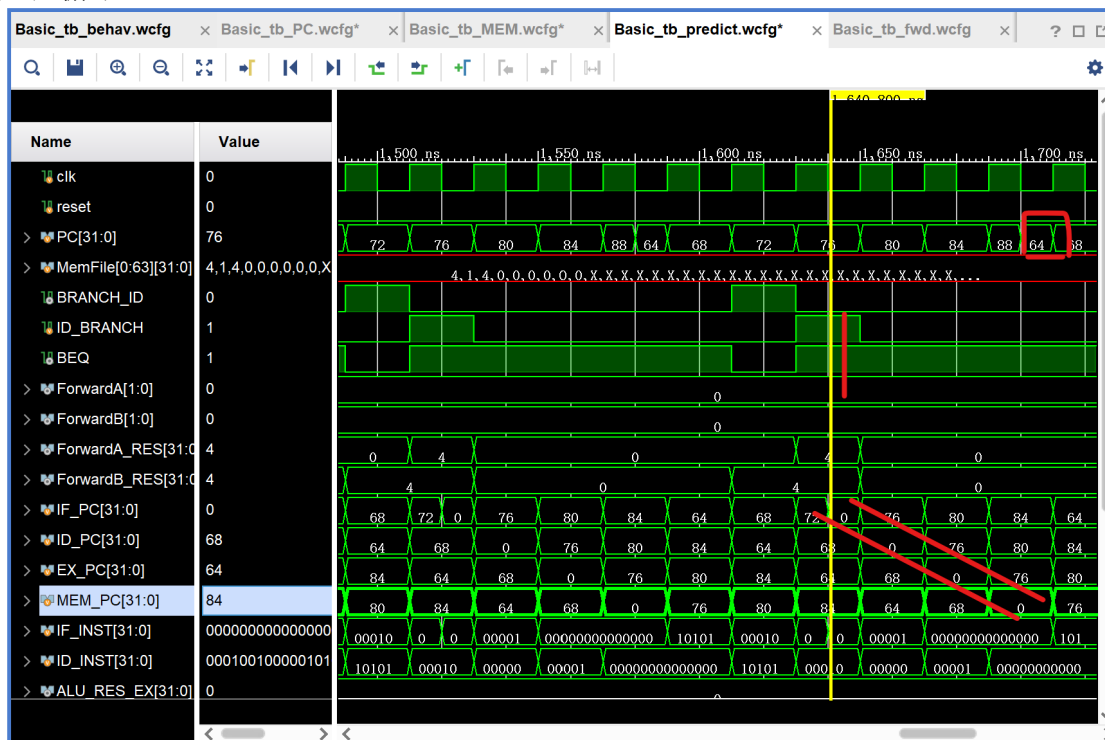 Basic_tb_behav.wcfg × Basic_tb_PC.wcfg* × Basic_tb_MEM.wcfg* × Basic_tb_predict.wcfg* × Basic_tb_fwd.wcfg × ?
1,640.800 ns
Name Value
1,500 ns 1,550 ns 1,600 ns 1,650 ns 1,700 ns
clk 0
reset 0
PC[31:0] 76 72 76 80 84 88 64 68 72 76 80 84 88 64 68
MemFile[0:63][31:0] 4,1,4,0,0,0,0,0,0,X 4,1,4,0,0,0,0,0,0,X,X,X,X,X,X,X,X,X,X,X,X,X,X,X,X,X,X,X,...
BRANCH_ID 0
ID_BRANCH 1
BEQ 1
ForwardA[1:0] 0 0
ForwardB[1:0] 0 0
ForwardA_RES[31:0 4 0 4 0 4 0
ForwardB_RES[31:0 4 4 0 4 0
IF_PC[31:0] 0 68 72 0 76 80 84 64 68 72 0 76 80 84 64
ID_PC[31:0] 68 64 68 0 76 80 84 64 68 0 76 80 84
EX_PC[31:0] 64 84 64 68 0 76 80 84 64 68 0 76 80
MEM_PC[31:0] 84 80 84 64 68 0 76 80 84 64 68 0 76
IF_INST[31:0] 000000000000000 00010 0 0 00001 00000000000000 10101 00010 0 0 00001 00000000000000 101
ID_INST[31:0] 000100100000101 10101 00010 00000 00001 0000000000000 10101 00010 00000 00001 00000000000
ALU_RES_EX[31:0] 0